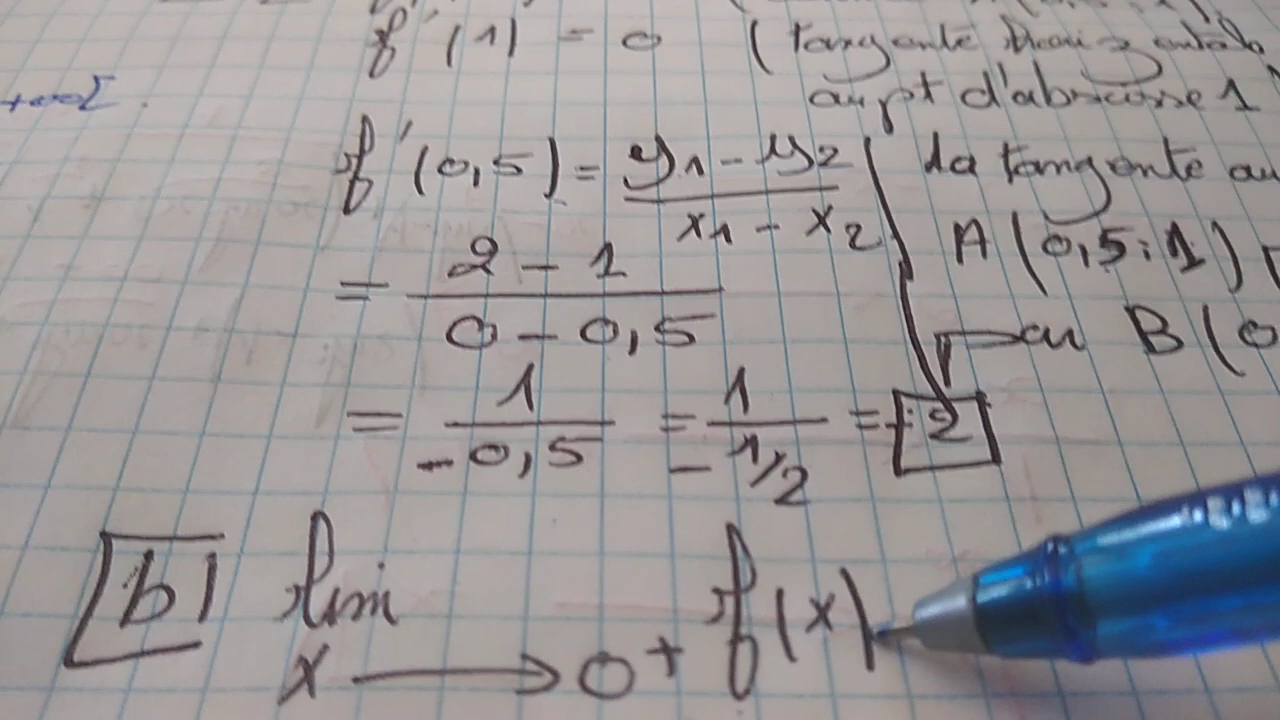 f'(1) = 0 (tangente horizontale
+∞[. au pt d'abscisse 1
f'(0,5) = y1 - y2 / x1 - x2 La tangente au
= 2 - 1 / 0 - 0,5 A(0,5;1)
ou B(0
= 1 / -0,5 = 1 / - 1/2 = -2
b) lim f(x)
x → 0+